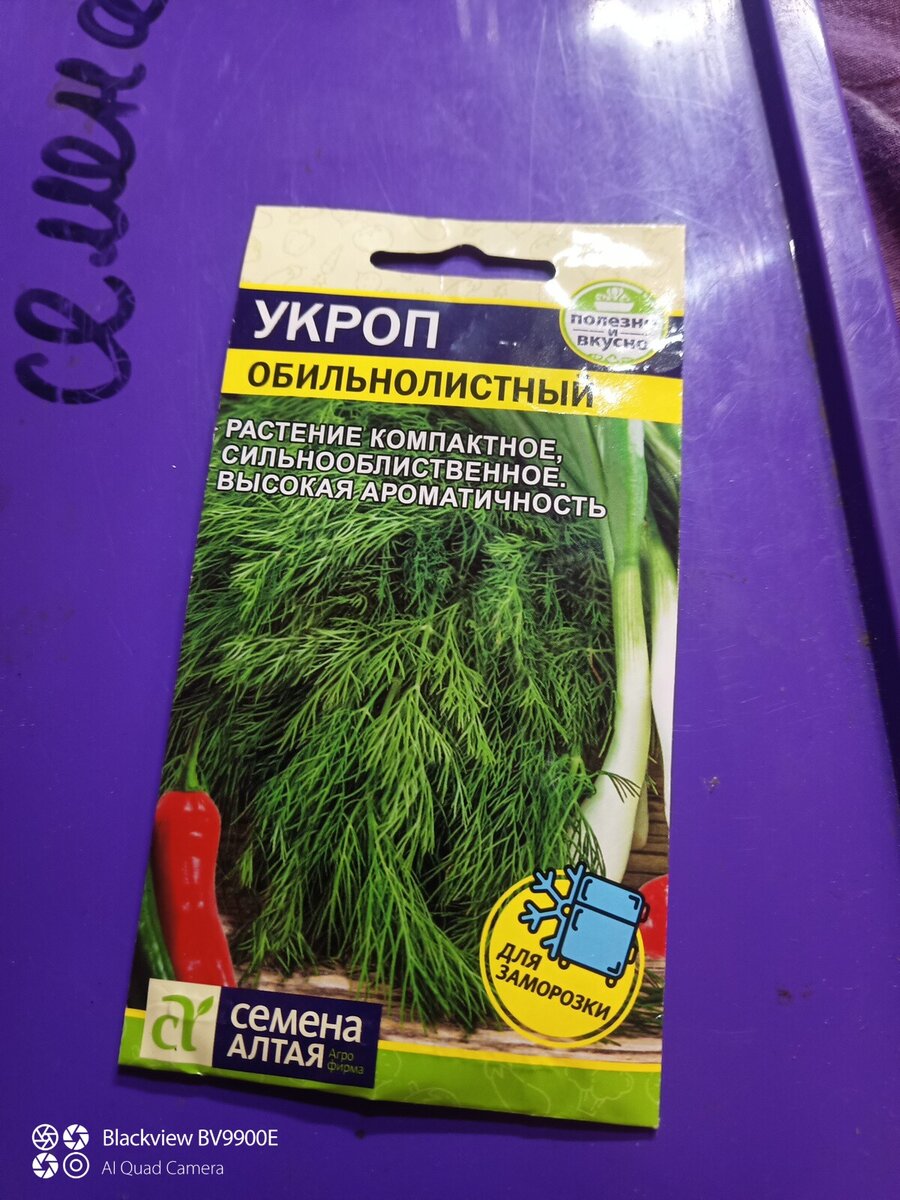 Семена
УКРОП
полезно
и
вкусно
ОБИЛЬНОЛИСТНЫЙ
РАСТЕНИЕ КОМПАКТНОЕ,
СИЛЬНООБЛИСТВЕННОЕ.
ВЫСОКАЯ АРОМАТИЧНОСТЬ
ДЛЯ
ЗАМОРОЗКИ
семена
АЛТАЯ
Агро
фирма
Blackview BV9900E
AI Quad Camera